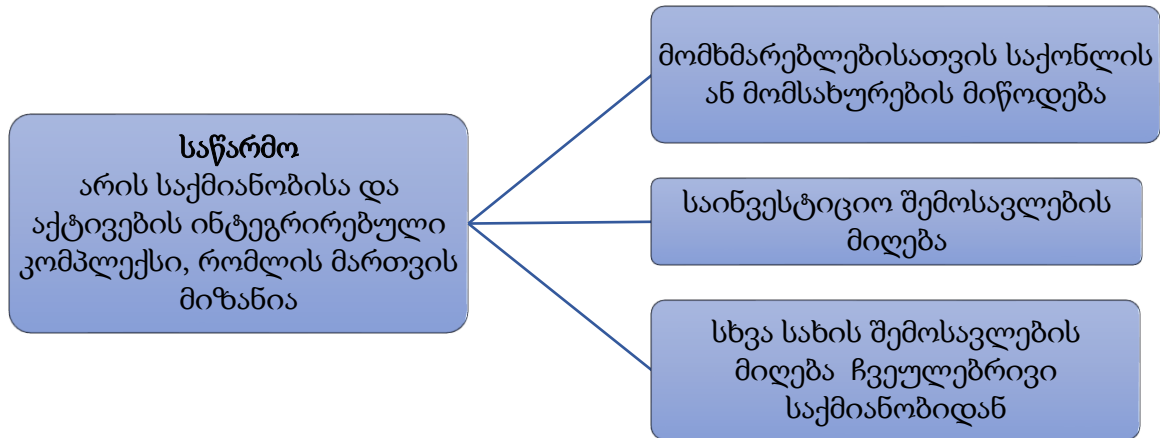 საწარმო
არის საქმიანობისა და
აქტივების ინტეგრირებული
კომპლექსი, რომლის მართვის
მიზანია
მომხმარებლებისათვის საქონლის
ან მომსახურების მიწოდება
საინვესტიციო შემოსავლების
მიღება
სხვა სახის შემოსავლების
მიღება ჩვეულებრივი
საქმიანობიდან